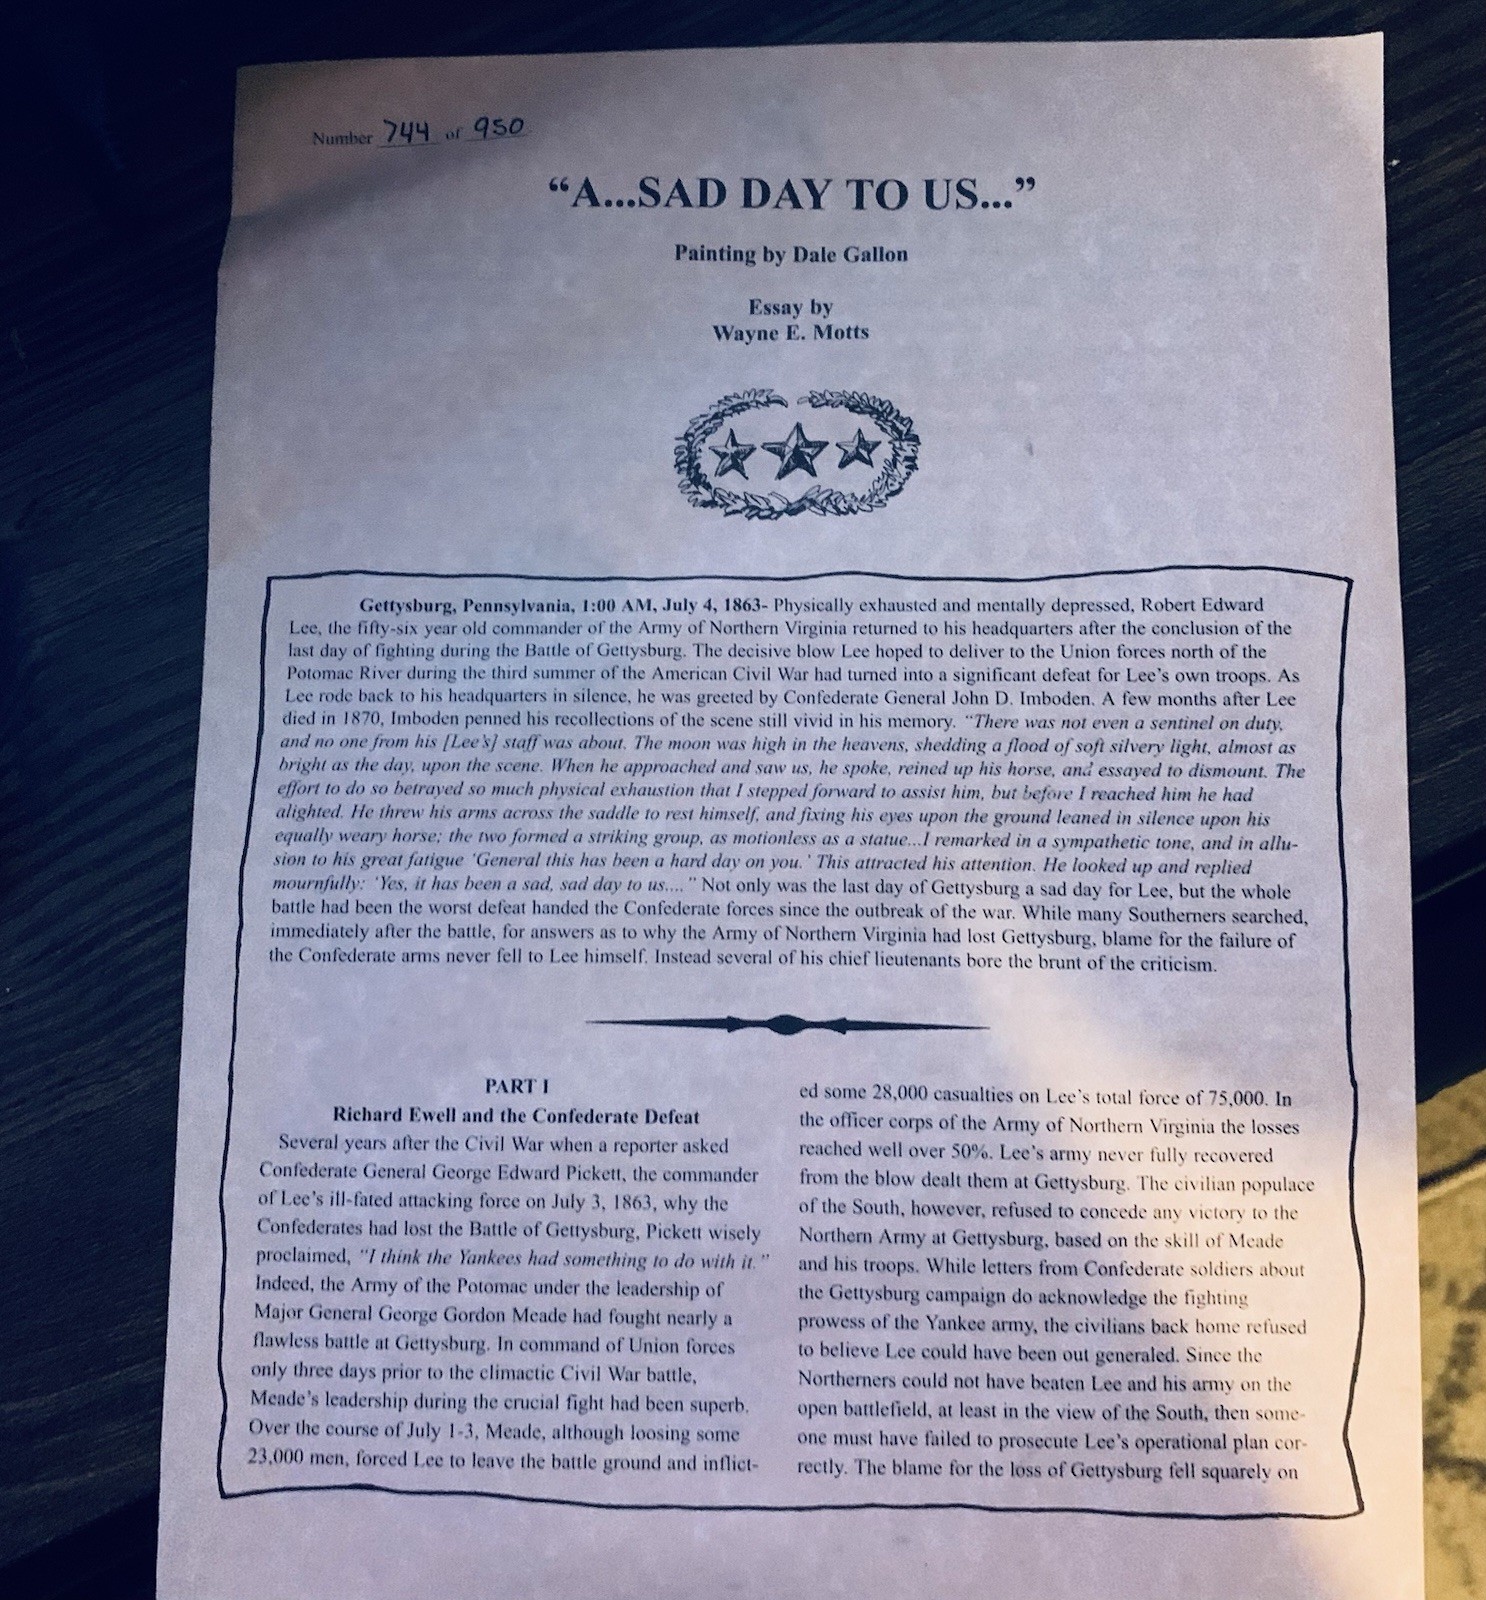 Number 744 of 950
“A...SAD DAY TO US...”
Painting by Dale Gallon
Essay by
Wayne E. Motts
Gettysburg, Pennsylvania, 1:00 AM, July 4, 1863- Physically exhausted and mentally depressed, Robert Edward
Lee, the fifty-six year old commander of the Army of Northern Virginia returned to his headquarters after the conclusion of the
last day of fighting during the Battle of Gettysburg. The decisive blow Lee hoped to deliver to the Union forces north of the
Potomac River during the third summer of the American Civil War had turned into a significant defeat for Lee’s own troops. As
Lee rode back to his headquarters in silence, he was greeted by Confederate General John D. Imboden. A few months after Lee
died in 1870, Imboden penned his recollections of the scene still vivid in his memory. “There was not even a sentinel on duty,
and no one from his [Lee’s] staff was about. The moon was high in the heavens, shedding a flood of soft silvery light, almost as
bright as the day, upon the scene. When he approached and saw us, he spoke, reined up his horse, and essayed to dismount. The
effort to do so betrayed so much physical exhaustion that I stepped forward to assist him, but before I reached him he had
alighted. He threw his arms across the saddle to rest himself, and fixing his eyes upon the ground leaned in silence upon his
equally weary horse; the two formed a striking group, as motionless as a statue...I remarked in a sympathetic tone, and in allu-
sion to his great fatigue ‘General this has been a hard day on you.’ This attracted his attention. He looked up and replied
mournfully: ‘Yes, it has been a sad, sad day to us....” Not only was the last day of Gettysburg a sad day for Lee, but the whole
battle had been the worst defeat handed the Confederate forces since the outbreak of the war. While many Southerners searched,
immediately after the battle, for answers as to why the Army of Northern Virginia had lost Gettysburg, blame for the failure of
the Confederate arms never fell to Lee himself. Instead several of his chief lieutenants bore the brunt of the criticism.
PART I
Richard Ewell and the Confederate Defeat
Several years after the Civil War when a reporter asked
Confederate General George Edward Pickett, the commander
of Lee’s ill-fated attacking force on July 3, 1863, why the
Confederates had lost the Battle of Gettysburg, Pickett wisely
proclaimed, “I think the Yankees had something to do with it.”
Indeed, the Army of the Potomac under the leadership of
Major General George Gordon Meade had fought nearly a
flawless battle at Gettysburg. In command of Union forces
only three days prior to the climactic Civil War battle,
Meade’s leadership during the crucial fight had been superb.
Over the course of July 1-3, Meade, although loosing some
23,000 men, forced Lee to leave the battle ground and inflict-
ed some 28,000 casualties on Lee’s total force of 75,000. In
the officer corps of the Army of Northern Virginia the losses
reached well over 50%. Lee’s army never fully recovered
from the blow dealt them at Gettysburg. The civilian populace
of the South, however, refused to concede any victory to the
Northern Army at Gettysburg, based on the skill of Meade
and his troops. While letters from Confederate soldiers about
the Gettysburg campaign do acknowledge the fighting
prowess of the Yankee army, the civilians back home refused
to believe Lee could have been out generaled. Since the
Northerners could not have beaten Lee and his army on the
open battlefield, at least in the view of the South, then some-
one must have failed to prosecute Lee’s operational plan cor-
rectly. The blame for the loss of Gettysburg fell squarely on